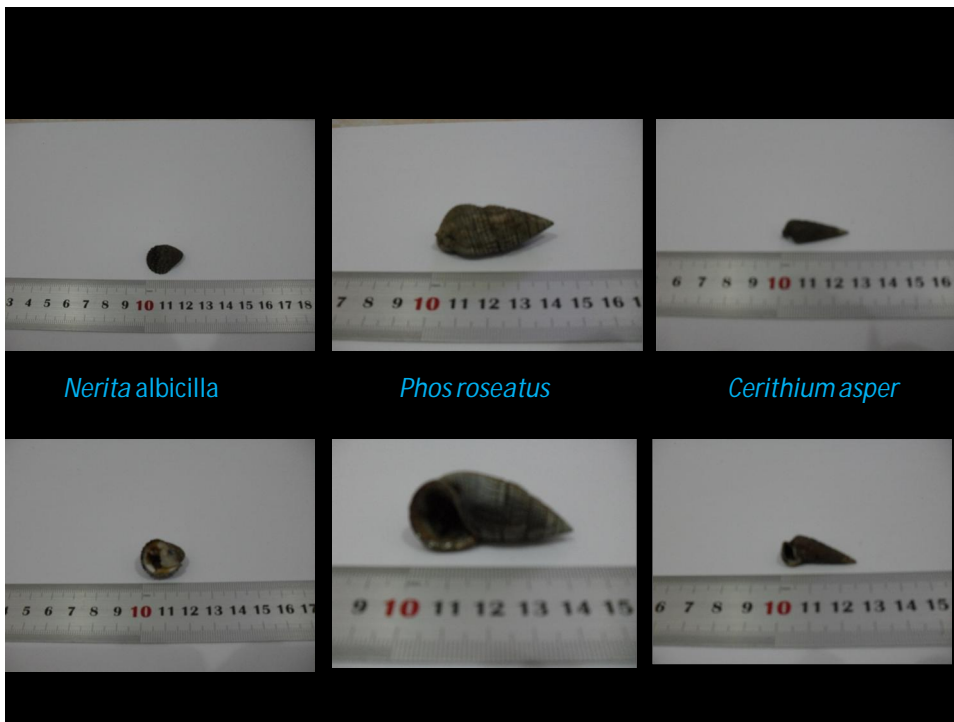 3 4 5 6 7 8 9 10 11 12 13 14 15 16 17 18
7 8 9 10 11 12 13 14 15 16 1
6 7 8 9 10 11 12 13 14 15 16
Nerita albicilla
Phos roseatus
Cerithium asper
5 6 7 8 9 10 11 12 13 14 15 16 17
9 10 11 12 13 14 15
6 7 8 9 10 11 12 13 14 15